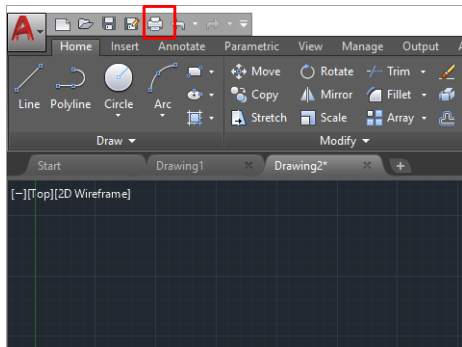 A
Home Insert Annotate Parametric View Manage Output A
Move Rotate Trim
Copy Mirror Fillet
Line Polyline Circle Arc
Stretch Scale Array
Draw Modify
Start Drawing1 Drawing2* +
[−][Top][2D Wireframe]